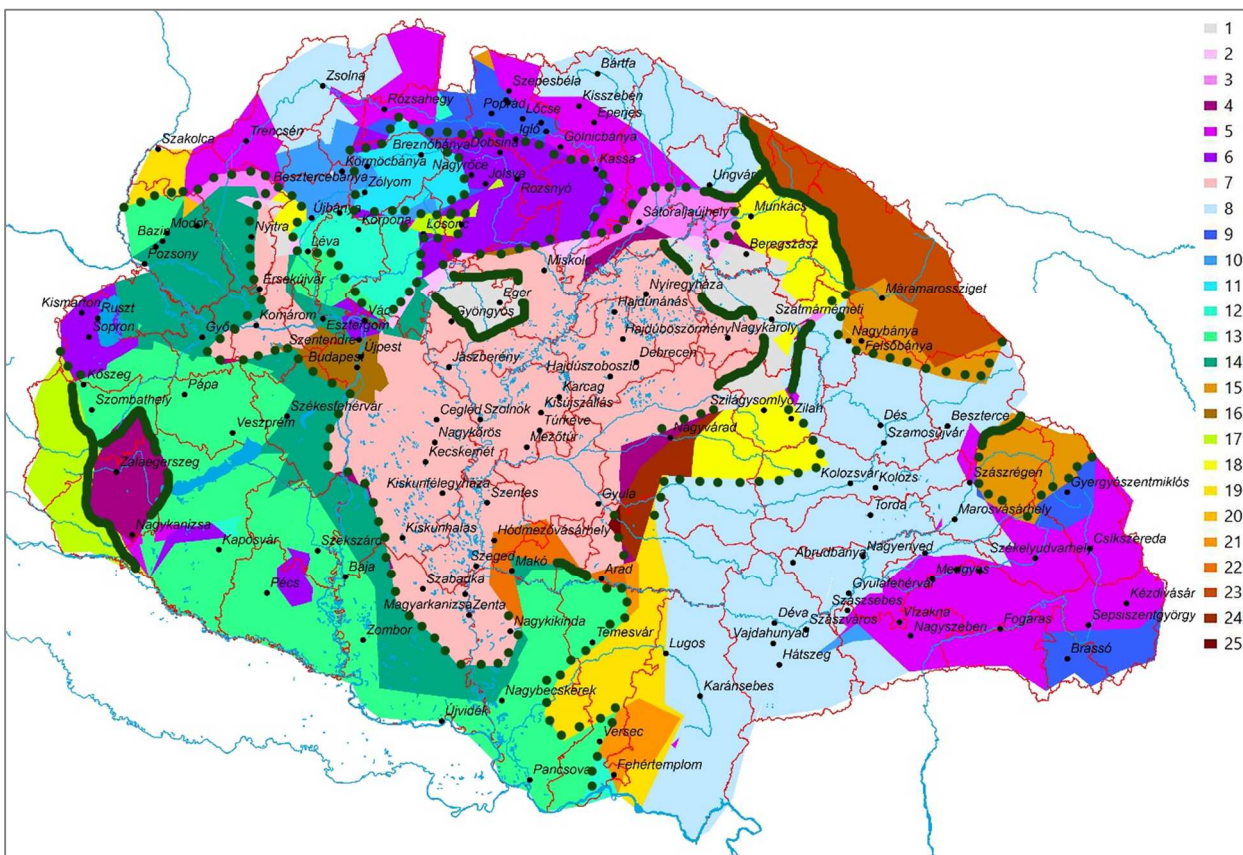 Bártfa
Zsolna
Szepesbéla
Kisszeben
Rózsahegy
Poprád
Lőcse
Eperjes
Igló
Gölnicbánya
Trencsén
Szakolca
Breznóbánya
Dobsina
Kassa
Körmöcbánya
Besztercebánya
Nagyrőce
Jolsva
Rozsnyó
Zólyom
Ungvár
Munkács
Sátoraljaújhely
Újbánya
Korpona
Losonc
Modor
Bazin
Nyitra
Léva
Beregszász
Pozsony
Miskolc
Érsekújvár
Nyíregyháza
Eger
Máramarossziget
Kismarton
Ruszt
Hajdúnánás
Szatmárnémeti
Vác
Gyöngyös
Sopron
Győr
Komárom
Esztergom
Hajdúböszörmény
Nagykároly
Nagybánya
Felsőbánya
Szentendre
Újpest
Budapest
Jászberény
Hajdúszoboszló
Debrecen
Kőszeg
Pápa
Karcag
Szombathely
Székesfehérvár
Cegléd
Szolnok
Kisújszállás
Szilágysomlyó
Zilah
Dés
Beszterce
Veszprém
Túrkeve
Nagykőrös
Mezőtúr
Nagyvárad
Szamosújvár
Kecskemét
Zalaegerszeg
Kolozsvár
Kolozs
Szászrégen
Gyergyószentmiklós
Kiskunfélegyháza
Szentes
Gyula
Torda
Marosvásárhely
Nagykanizsa
Kiskunhalas
Hódmezővásárhely
Kaposvár
Szekszárd
Abrudbánya
Nagyenyed
Székelyudvarhely
Csíkszereda
Szeged
Makó
Arad
Medgyes
Pécs
Baja
Szabadka
Gyulafehérvár
Kézdivásár
Magyarkanizsa
Zenta
Szászsebes
Déva
Szászváros
Vízakna
Fogaras
Sepsiszentgyörgy
Nagykikinda
Zombor
Temesvár
Vajdahunyad
Nagyszeben
Lugos
Hátszeg
Brassó
Nagybecskerek
Karánsebes
Újvidék
Versec
Pancsova
Fehértemplom
1
2
3
4
5
6
7
8
9
10
11
12
13
14
15
16
17
18
19
20
21
22
23
24
25